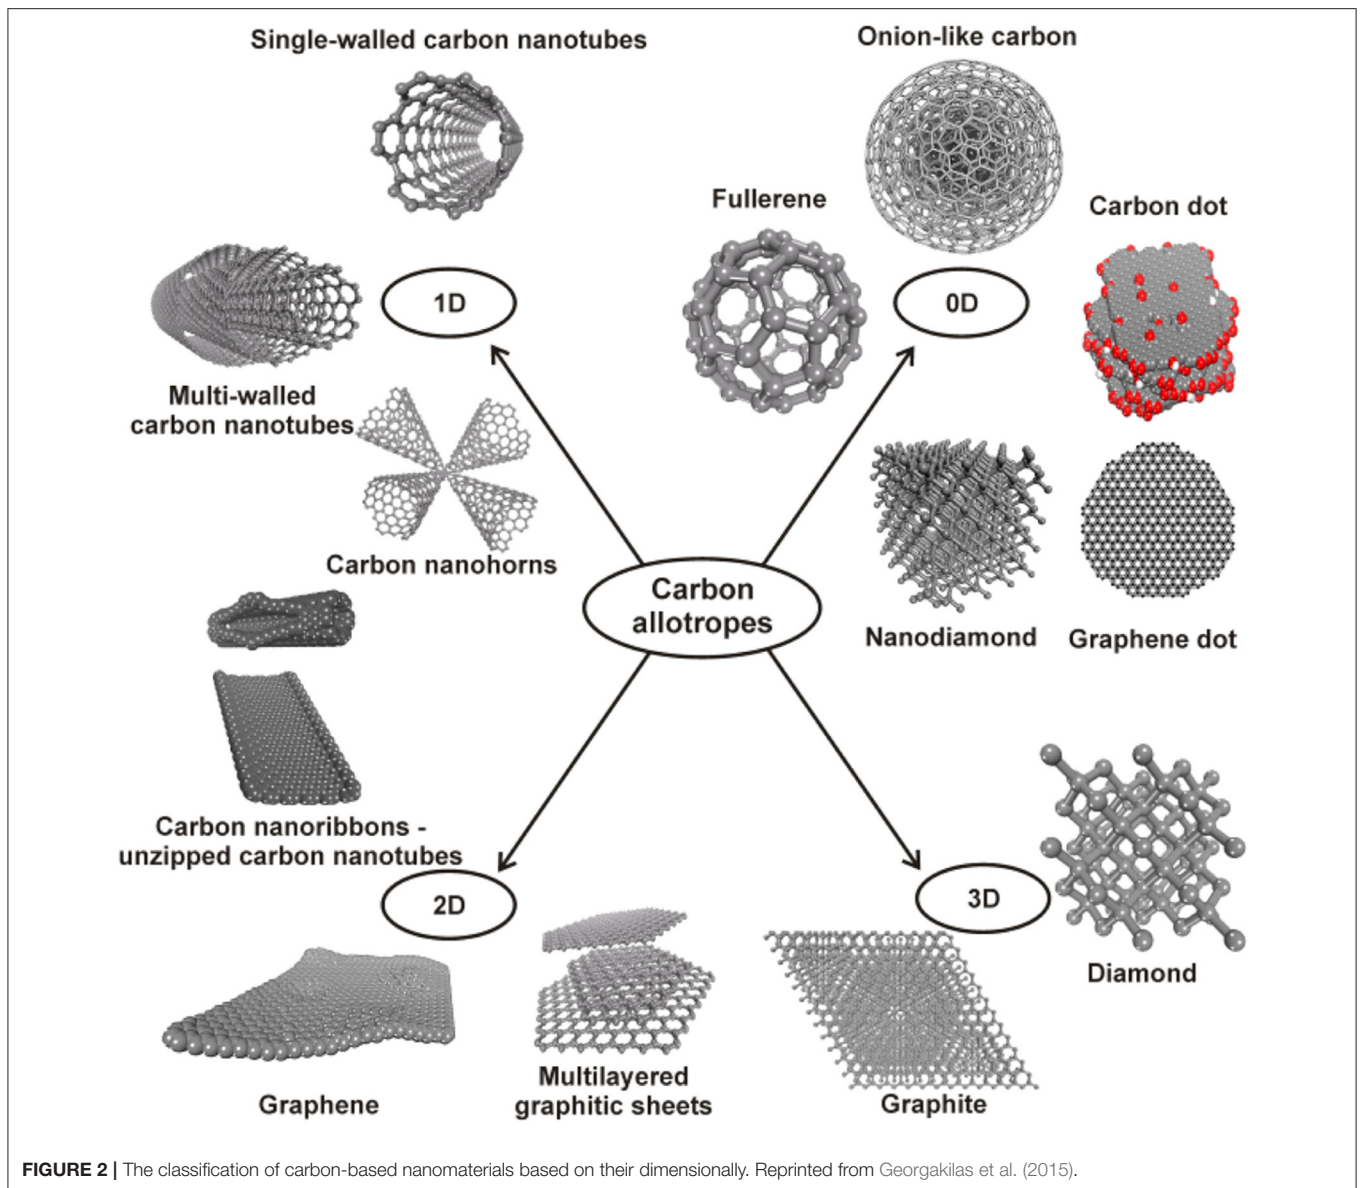 Single-walled carbon nanotubes
Onion-like carbon
Fullerene
Carbon dot
1D
0D
Multi-walled
carbon nanotubes
Carbon nanohorns
Carbon
allotropes
Nanodiamond
Graphene dot
Carbon nanoribbons -
unzipped carbon nanotubes
2D
3D
Diamond
Multilayered
graphitic sheets
Graphene
Graphite
FIGURE 2 | The classification of carbon-based nanomaterials based on their dimensionally. Reprinted from Georgakilas et al. (2015).